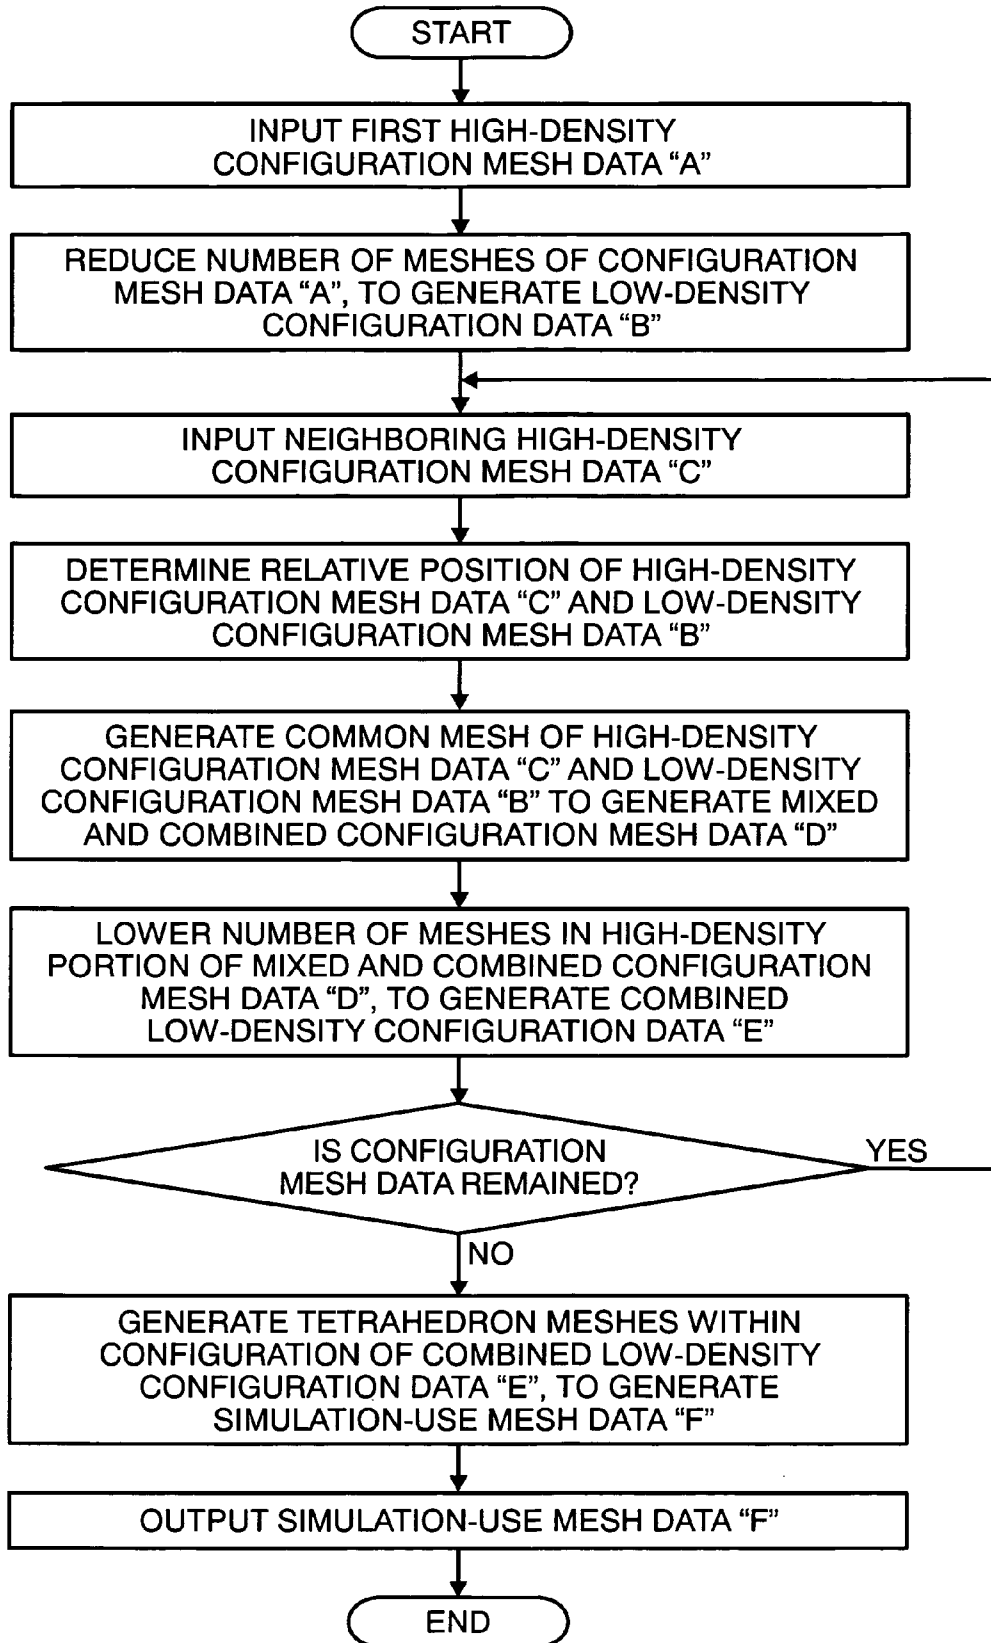 START
INPUT FIRST HIGH-DENSITY
CONFIGURATION MESH DATA “A”
REDUCE NUMBER OF MESHES OF CONFIGURATION
MESH DATA “A”, TO GENERATE LOW-DENSITY
CONFIGURATION DATA “B”
INPUT NEIGHBORING HIGH-DENSITY
CONFIGURATION MESH DATA “C”
DETERMINE RELATIVE POSITION OF HIGH-DENSITY
CONFIGURATION MESH DATA “C” AND LOW-DENSITY
CONFIGURATION MESH DATA “B”
GENERATE COMMON MESH OF HIGH-DENSITY
CONFIGURATION MESH DATA “C” AND LOW-DENSITY
CONFIGURATION MESH DATA “B” TO GENERATE MIXED
AND COMBINED CONFIGURATION MESH DATA “D”
LOWER NUMBER OF MESHES IN HIGH-DENSITY
PORTION OF MIXED AND COMBINED CONFIGURATION
MESH DATA “D”, TO GENERATE COMBINED
LOW-DENSITY CONFIGURATION DATA “E”
IS CONFIGURATION
MESH DATA REMAINED?
YES
NO
GENERATE TETRAHEDRON MESHES WITHIN
CONFIGURATION OF COMBINED LOW-DENSITY
CONFIGURATION DATA “E”, TO GENERATE
SIMULATION-USE MESH DATA “F”
OUTPUT SIMULATION-USE MESH DATA “F”
END